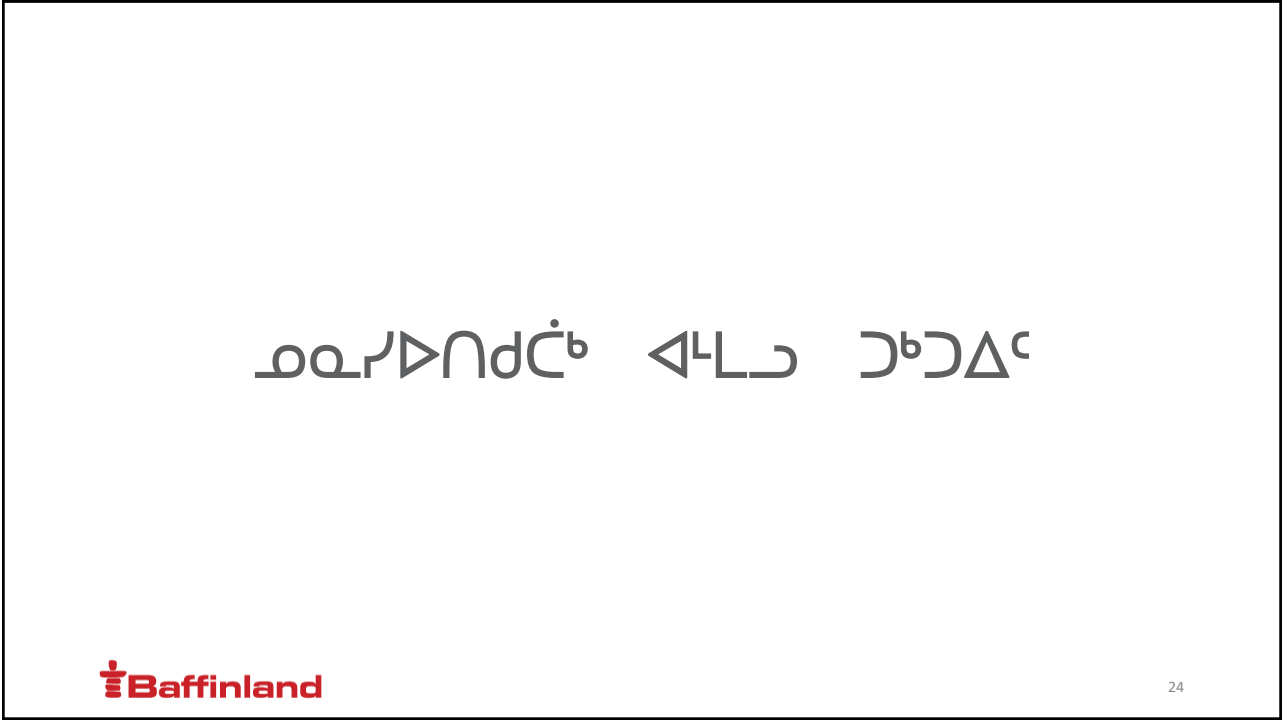 ᓄᓇᓯᐅᑎᑯᑖᒃ ᐊᒻᒪᓗ ᑐᒃᑐᐃᑦ
Baffinland
24